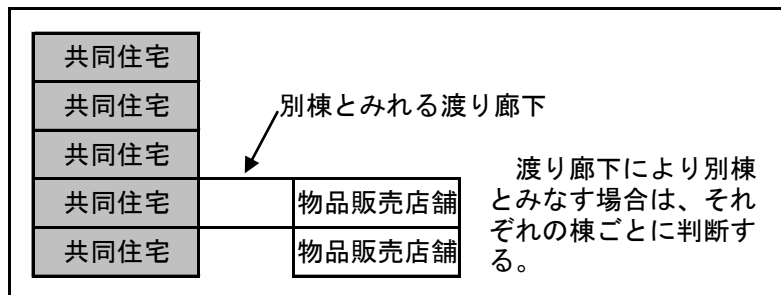 共同住宅
共同住宅
別棟とみれる渡り廊下
共同住宅
共同住宅
物品販売店舗
共同住宅
物品販売店舗
渡り廊下により別棟
とみなす場合は、それ
ぞれの棟ごとに判断す
る。